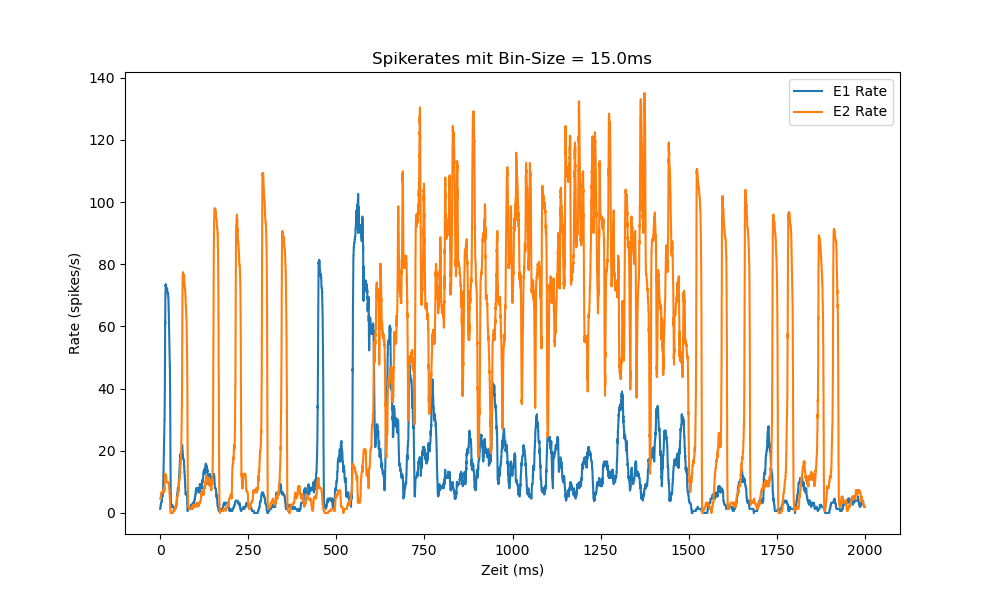 Spikerates mit Bin-Size = 15.0ms
E1 Rate
E2 Rate
Rate (spikes/s)
140
120
100
80
60
40
20
0
0 250 500 750 1000 1250 1500 1750 2000
Zeit (ms)